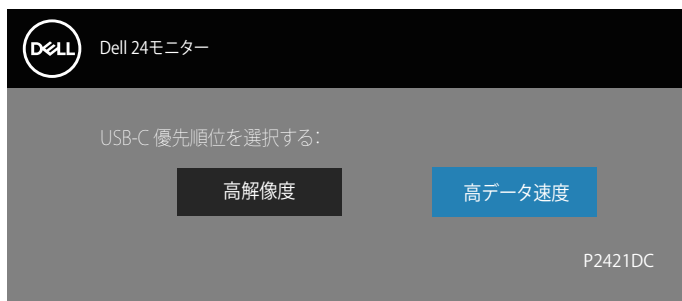 DELL
Dell 24モニター
USB-C 優先順位を選択する:
高解像度
高データ速度
P2421DC